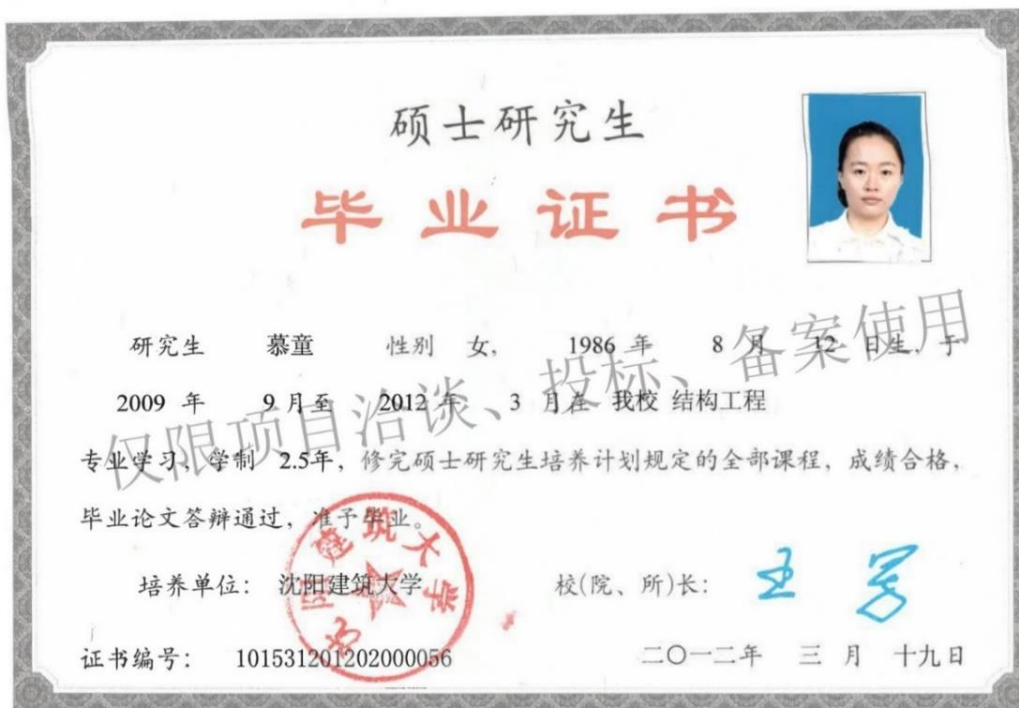 硕士研究生
毕业证书
研究生 慕童 性别 女, 1986 年 8 月 12 日生,于
2009 年 9月至 2012 年 3 月在 我校 结构工程
专业学习,学制 2.5年,修完硕士研究生培养计划规定的全部课程,成绩合格,
毕业论文答辩通过,准予毕业。
培养单位:沈阳建筑大学
校(院、所)长:
证书编号: 101531201202000056
二〇一二年 三 月 十九日
仅限项目洽谈、投标、备案使用
沈阳建筑大学